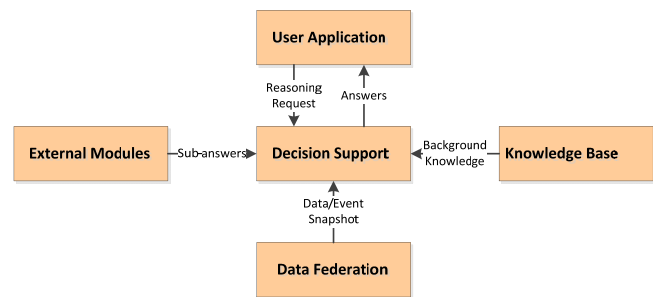 User Application
Reasoning
Request
Answers
External Modules
Sub-answers
Decision Support
Background
Knowledge
Knowledge Base
Data/Event
Snapshot
Data Federation